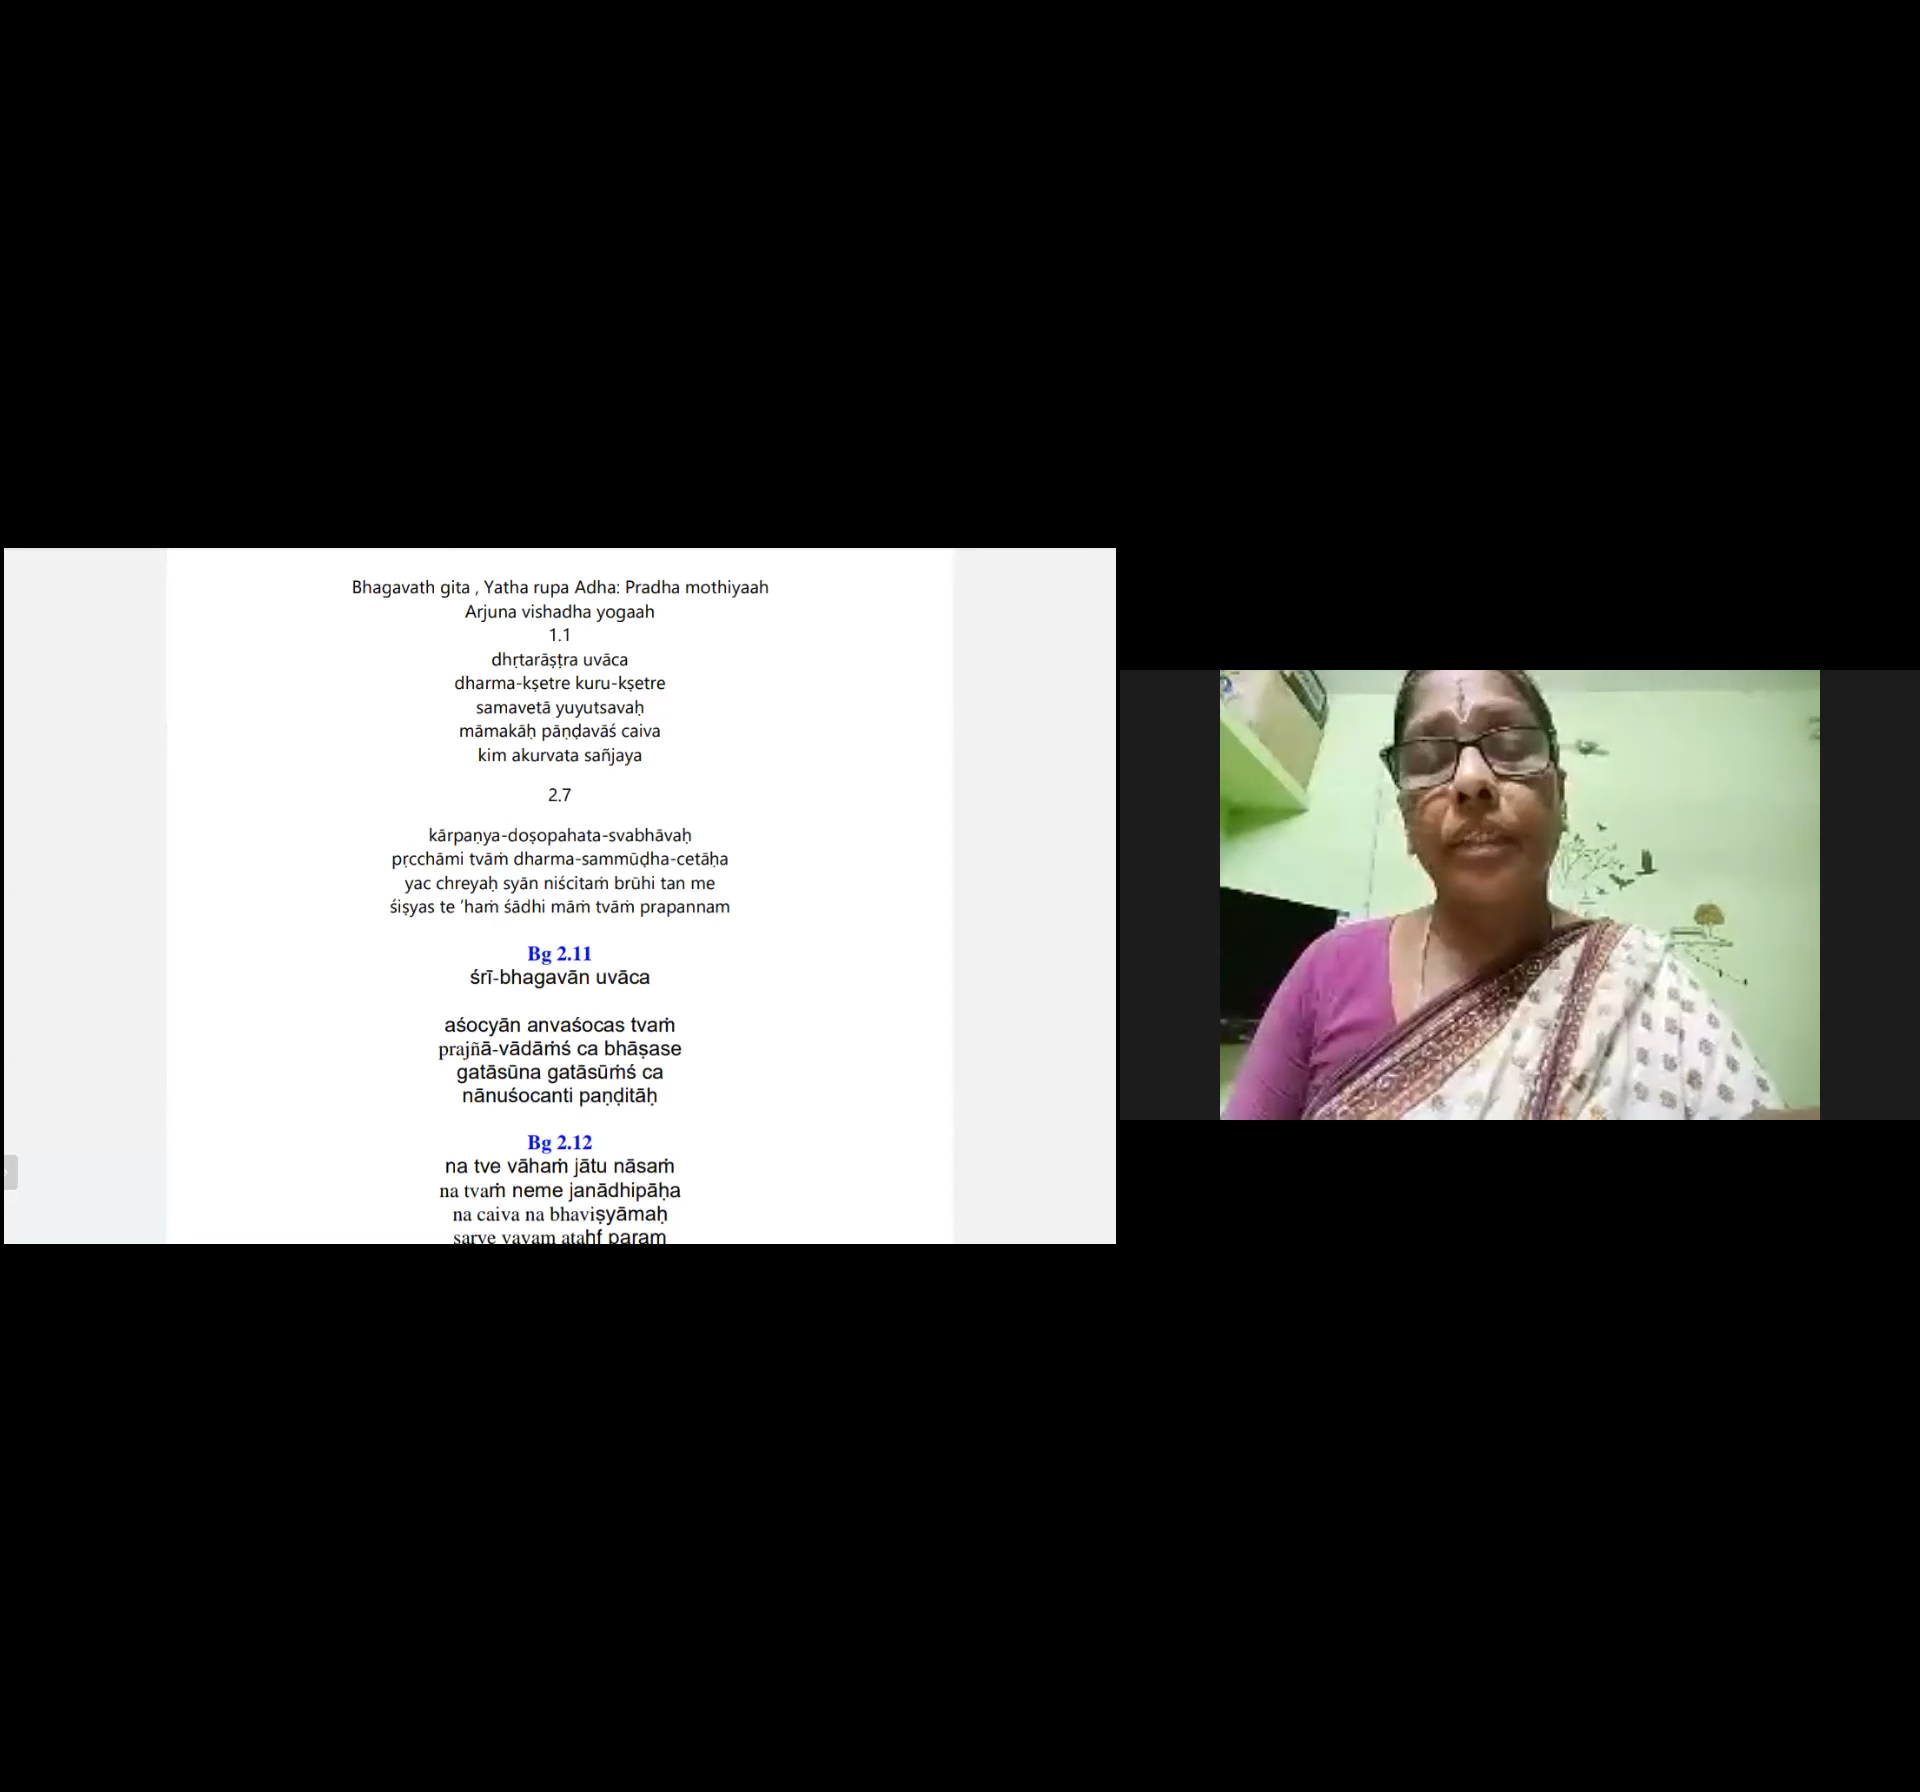 Bhagavath gita , Yatha rupa Adha: Pradha mothiyaah
Arjuna vishadha yogaah
1.1
dhṛtarāṣṭra uvāca
dharma-kṣetre kuru-kṣetre
samavetā yuyutsavaḥ
māmakāḥ pāṇḍavāś caiva
kim akurvata sañjaya
2.7
kārpaṇya-doṣopahata-svabhāvaḥ
pṛcchāmi tvāṁ dharma-sammūḍha-cetāḥa
yac chreyaḥ syān niścitaṁ brūhi tan me
śiṣyas te ’haṁ śādhi māṁ tvāṁ prapannam
Bg 2.11
śrī-bhagavān uvāca
aśocyān anvaśocas tvaṁ
prajñā-vādāṁś ca bhāṣase
gatāsūna gatāsūṁś ca
nānuśocanti paṇḍitāḥ
Bg 2.12
na tve vāhaṁ jātu nāsaṁ
na tvaṁ neme janādhipāḥa
na caiva na bhaviṣyāmaḥ
sarve vayam ataḥf param